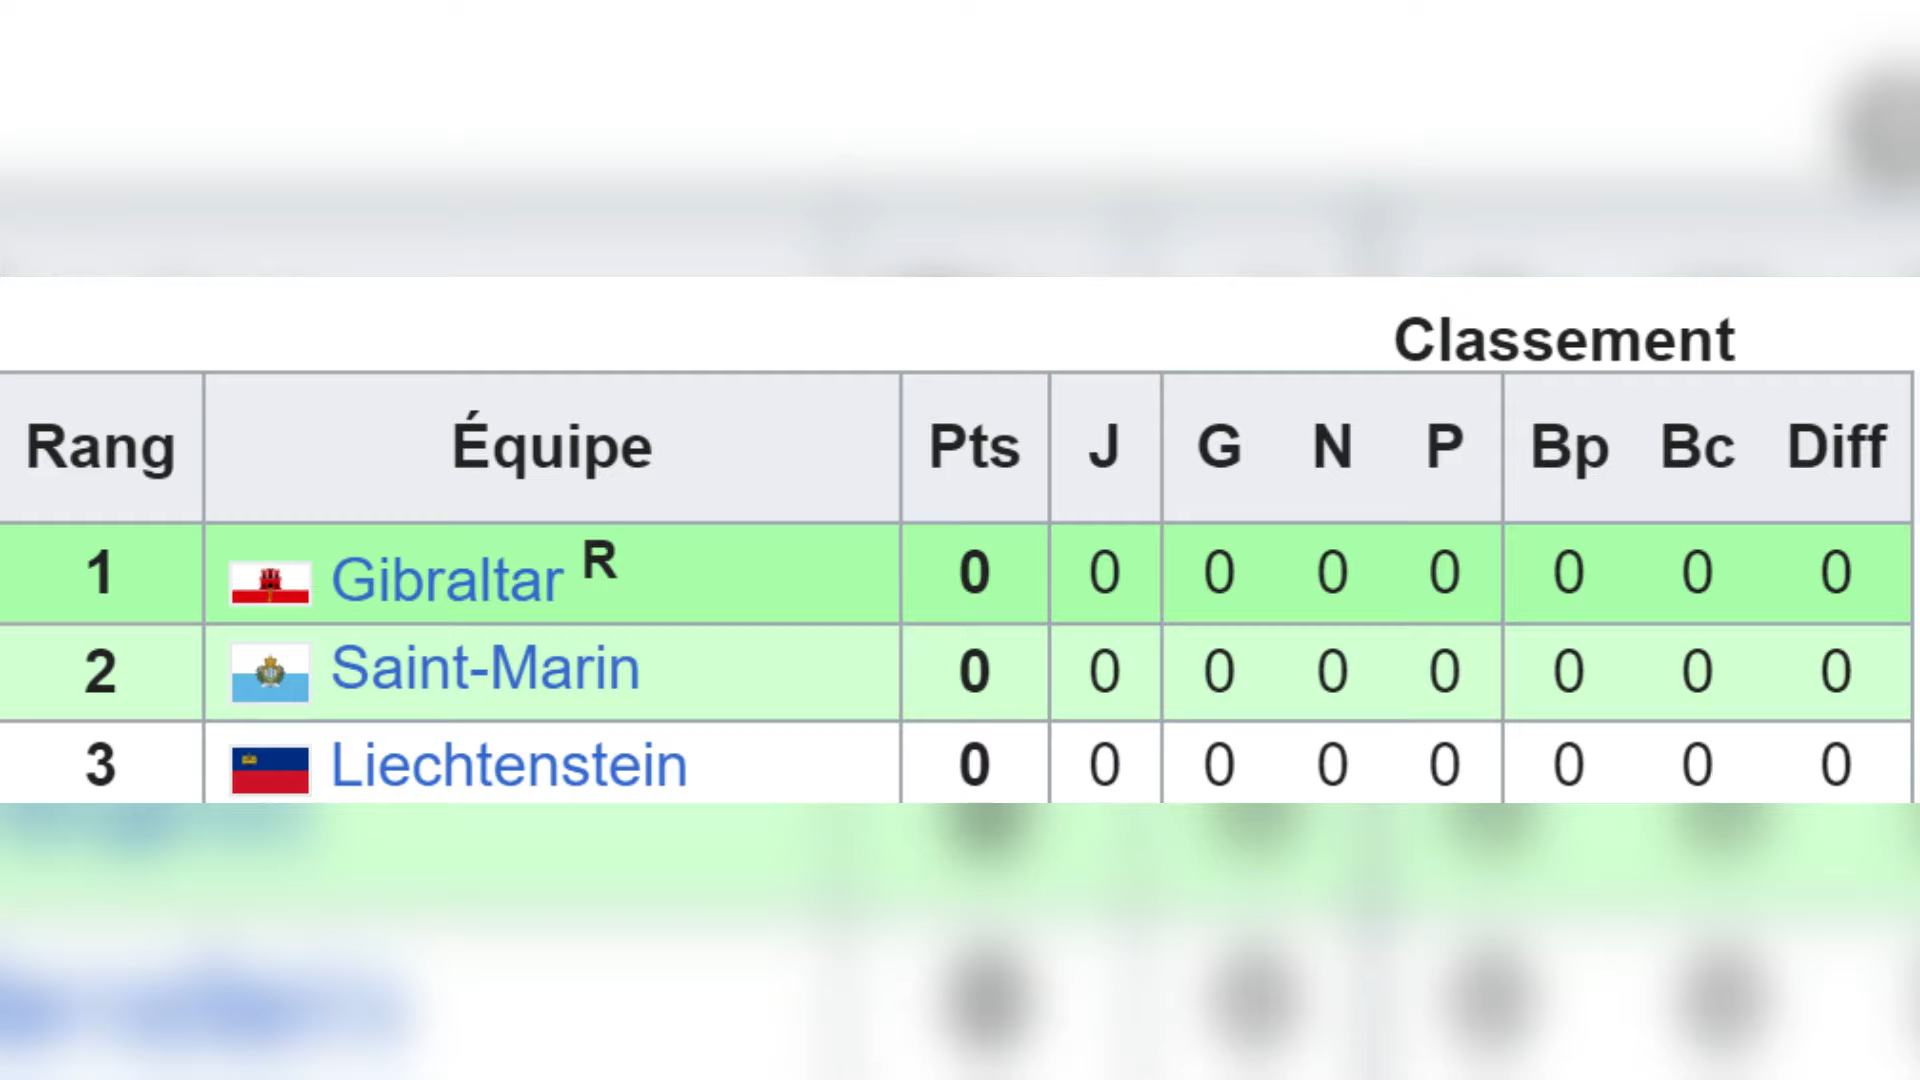 Classement
Rang Équipe Pts J G N P Bp Bc Diff
1 Gibraltar R 0 0 0 0 0 0 0 0
2 Saint-Marin 0 0 0 0 0 0 0 0
3 Liechtenstein 0 0 0 0 0 0 0 0